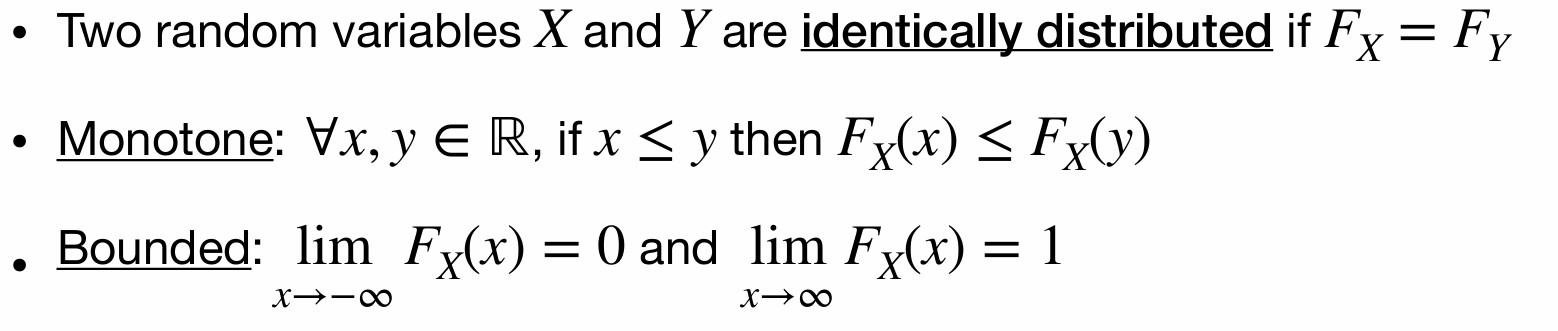 • Two random variables X and Y are identically distributed if F_X = F_Y
• Monotone: ∀x, y ∈ ℝ, if x ≤ y then F_X(x) ≤ F_X(y)
• Bounded: lim_{x→−∞} F_X(x) = 0 and lim_{x→∞} F_X(x) = 1